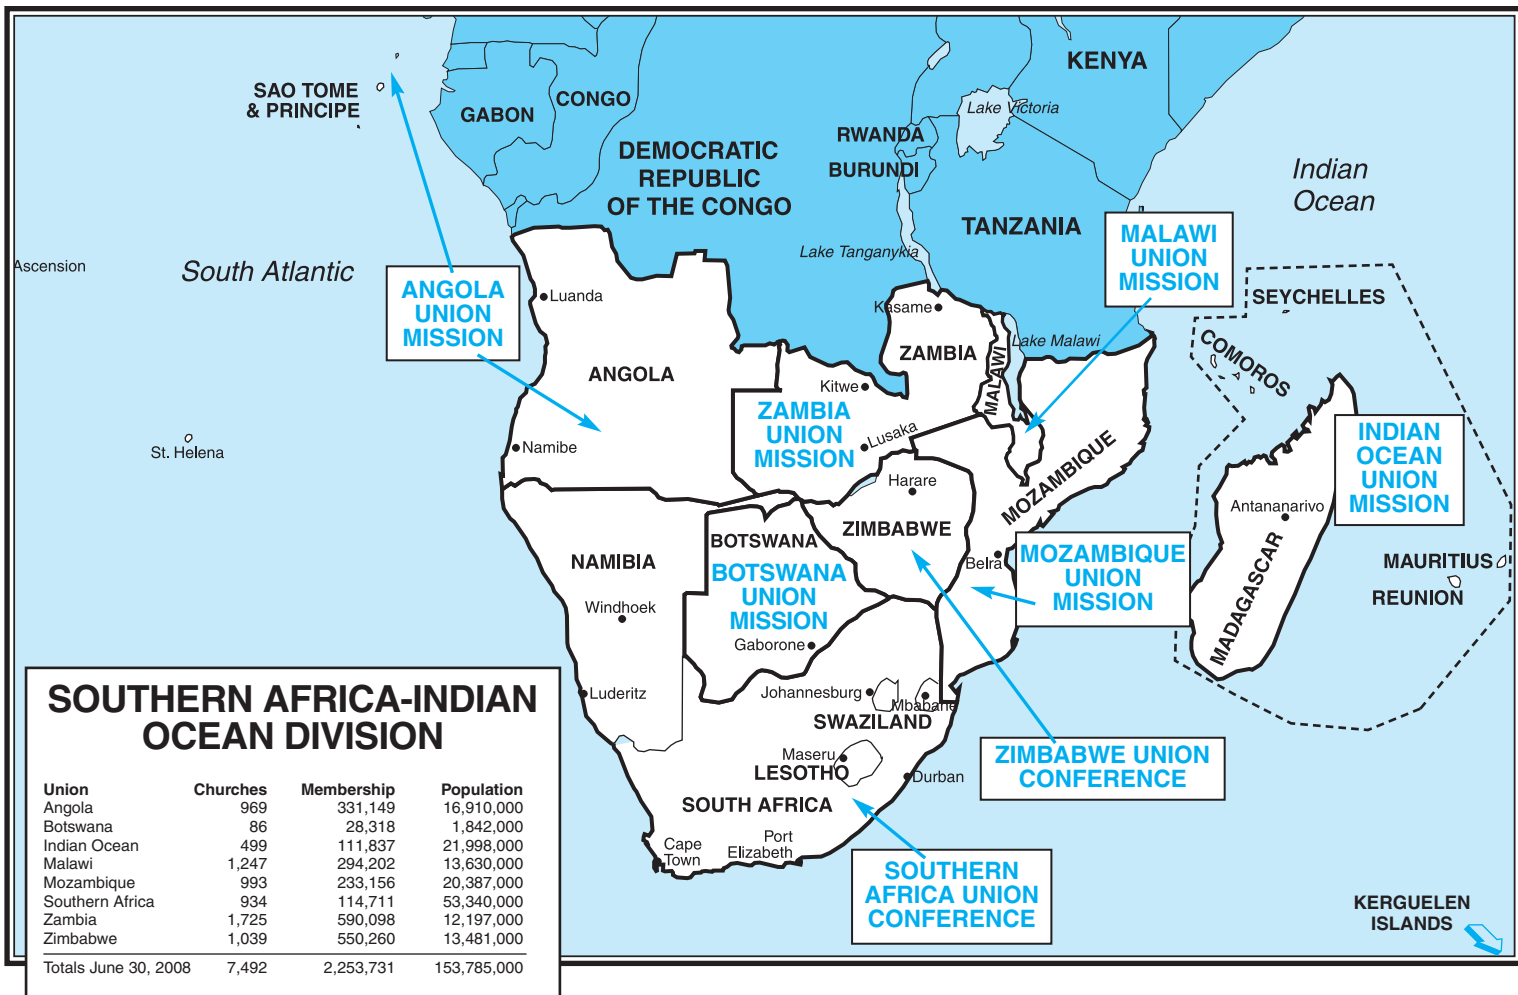 KENYA
SAO TOME
& PRINCIPE
GABON
CONGO
Lake Victoria
RWANDA
BURUNDI
DEMOCRATIC
REPUBLIC
OF THE CONGO
Indian
Ocean
TANZANIA
MALAWI
UNION
MISSION
Lake Tanganykia
Ascension
South Atlantic
ANGOLA
UNION
MISSION
Luanda
Kasame
SEYCHELLES
COMOROS
Lake Malawi
ZAMBIA
MALAWI
ANGOLA
Kitwe
ZAMBIA
UNION
MISSION
Lusaka
St. Helena
Namibe
MOZAMBIQUE
INDIAN
OCEAN
UNION
MISSION
Harare
Antananarivo
ZIMBABWE
BOTSWANA
NAMIBIA
BOTSWANA
UNION
MISSION
Beira
MOZAMBIQUE
UNION
MISSION
MAURITIUS
REUNION
MADAGASCAR
Windhoek
Gaborone
Luderitz
Johannesburg
Mbabane
SWAZILAND
Maseru
LESOTHO
Durban
SOUTH AFRICA
ZIMBABWE UNION
CONFERENCE
Cape
Town
Port
Elizabeth
SOUTHERN
AFRICA UNION
CONFERENCE
KERGUELEN
ISLANDS
SOUTHERN AFRICA-INDIAN
OCEAN DIVISION
Union Churches Membership Population
Angola 969 331,149 16,910,000
Botswana 86 28,318 1,842,000
Indian Ocean 499 111,837 21,998,000
Malawi 1,247 294,202 13,630,000
Mozambique 993 233,156 20,387,000
Southern Africa 934 114,711 53,340,000
Zambia 1,725 590,098 12,197,000
Zimbabwe 1,039 550,260 13,481,000
Totals June 30, 2008 7,492 2,253,731 153,785,000